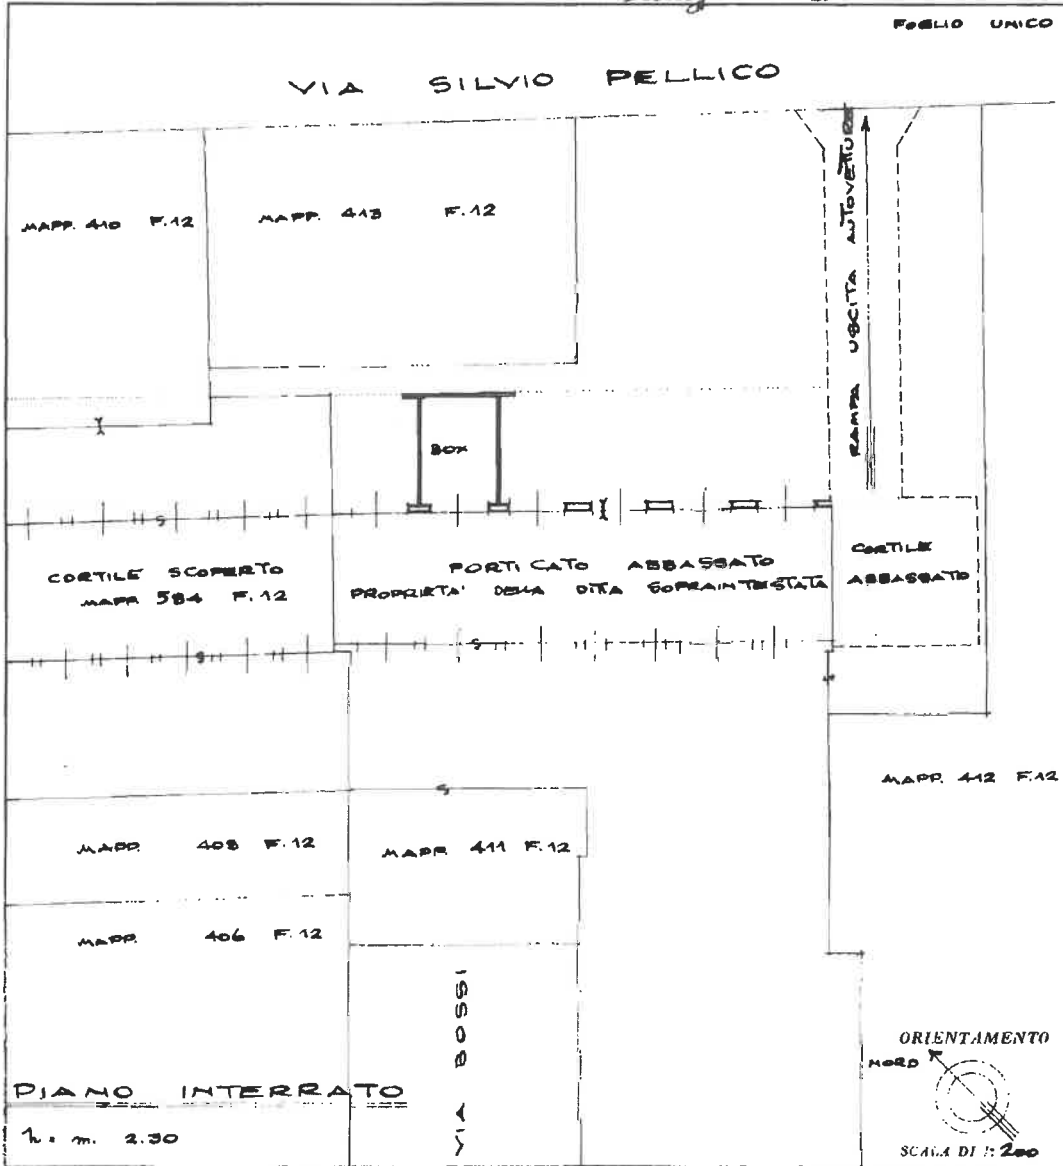 FOGLIO UNICO
VIA SILVIO PELLICO
MAPP. 410 F.12
MAPP. 413 F.12
RAMPA USCITA AUTOVETTURE
BOX
CORTILE SCOPERTO
MAPP. 584 F.12
PORTICATO ABBASSATO
PROPRIETA' DELLA DITTA SOPRAINTESTATA
CORTILE
ABBASSATO
MAPP. 412 F.12
MAPP. 408 F.12
MAPP. 411 F.12
MAPP. 406 F.12
VIA BOSSI
ORIENTAMENTO
NORD
PIANO INTERRATO
h = m. 2.30
SCALA DI 1: 200